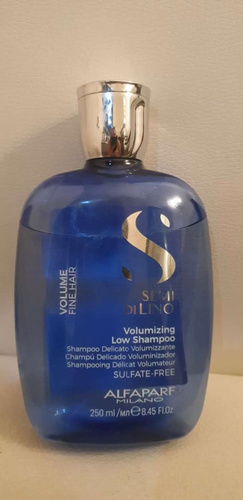 VOLUME
FINE HAIR
SEMI
DI LINO
Volumizing
Low Shampoo
Shampoo Delicato Volumizzante
Champú Delicado Voluminizador
Shampooing Délicat Volumateur
SULFATE-FREE
ALFAPARF
MILANO
250 ml /мл ℮ 8.45 Fl.Oz